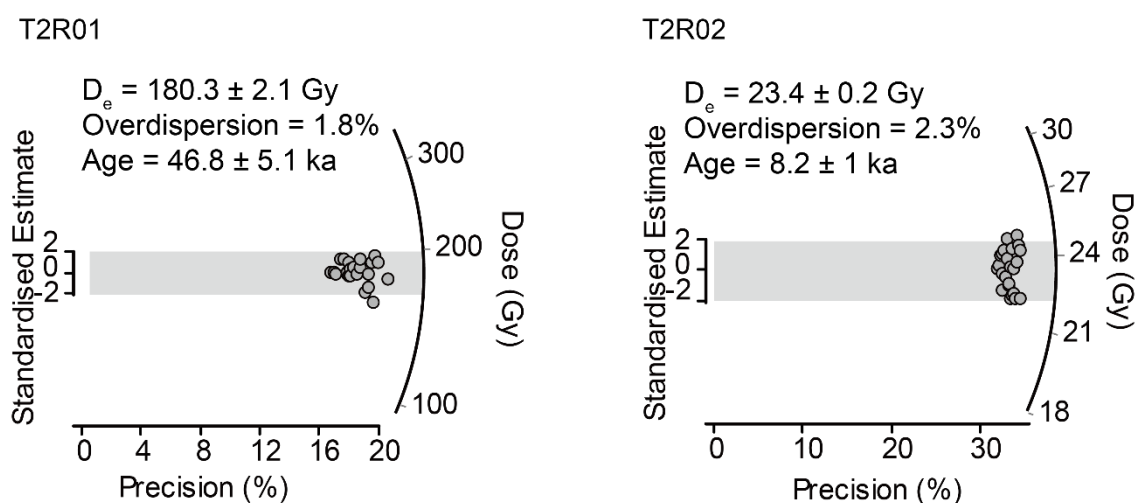 T2R01
Dₑ = 180.3 ± 2.1 Gy
Overdispersion = 1.8%
Age = 46.8 ± 5.1 ka
Standardised Estimate
2
0
-2
300
200
100
Dose (Gy)
0 4 8 12 16 20
Precision (%)
T2R02
Dₑ = 23.4 ± 0.2 Gy
Overdispersion = 2.3%
Age = 8.2 ± 1 ka
Standardised Estimate
2
0
-2
30
27
24
21
18
Dose (Gy)
0 10 20 30
Precision (%)